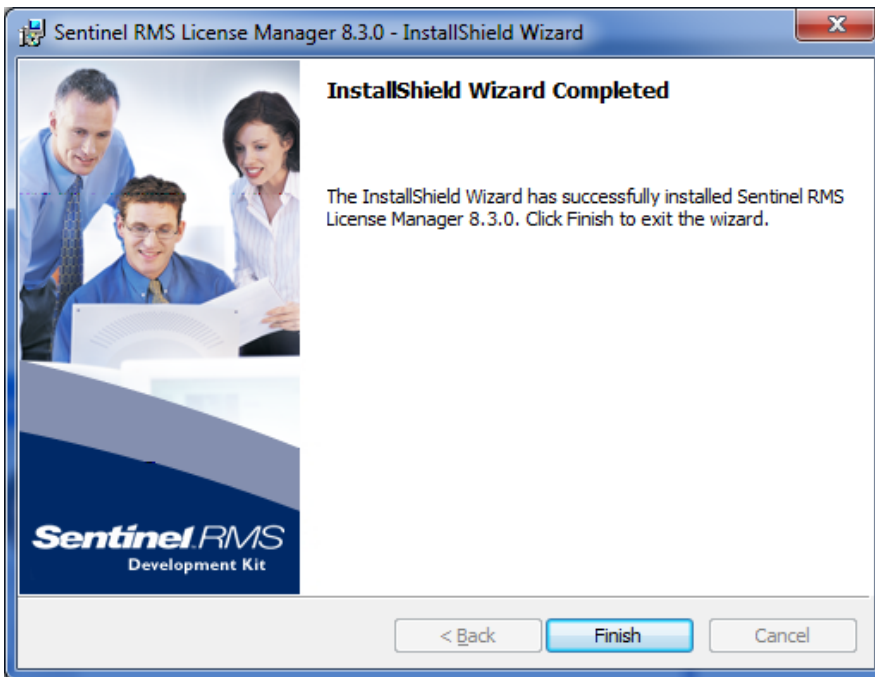 Sentinel RMS License Manager 8.3.0 - InstallShield Wizard
InstallShield Wizard Completed
The InstallShield Wizard has successfully installed Sentinel RMS
License Manager 8.3.0. Click Finish to exit the wizard.
Sentinel RMS
Development Kit
< Back
Finish
Cancel